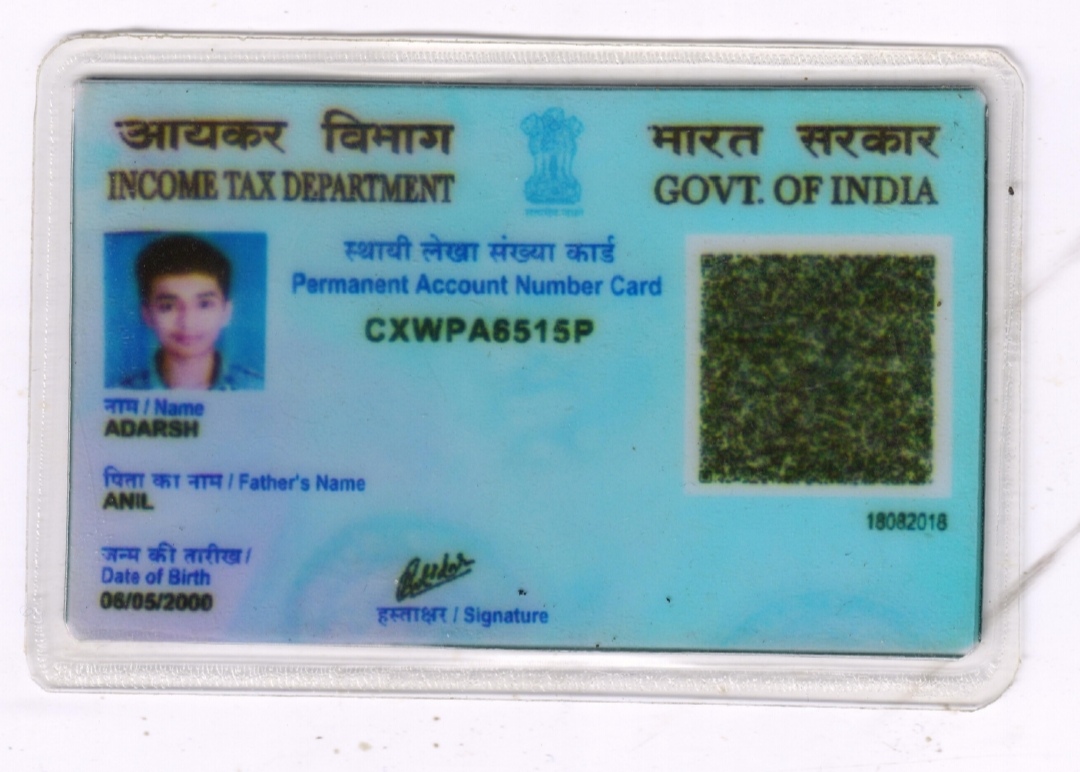 आयकर विभाग
INCOME TAX DEPARTMENT
भारत सरकार
GOVT. OF INDIA
स्थायी लेखा संख्या कार्ड
Permanent Account Number Card
CXWPA6515P
नाम / Name
ADARSH
पिता का नाम / Father's Name
ANIL
जन्म की तारीख /
Date of Birth
06/05/2000
हस्ताक्षर / Signature
18082018